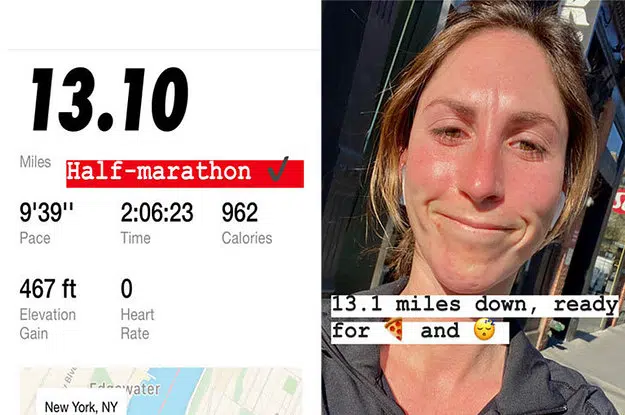 13.10
Miles
Half-marathon ✓
9'39''
2:06:23
962
Pace
Time
Calories
467 ft
0
Elevation
Gain
Heart
Rate
Edgewater
New York, NY
13.1 miles down, ready
for 🍕 and 😴